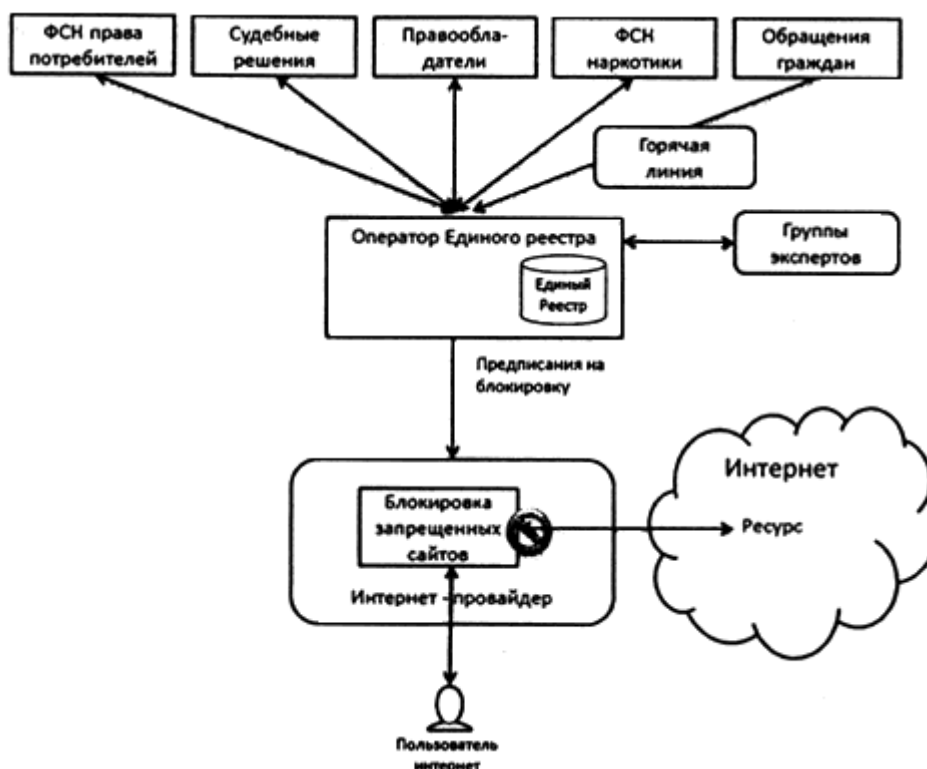 ФСН права
потребителей
Судебные
решения
Правообла-
датели
ФСН
наркотики
Обращения
граждан
Горячая
линия
Оператор Единого реестра
Единый
Реестр
Группы
экспертов
Предписания на
блокировку
Интернет
Ресурс
Блокировка
запрещенных
сайтов
Интернет - провайдер
Пользователь
интернет